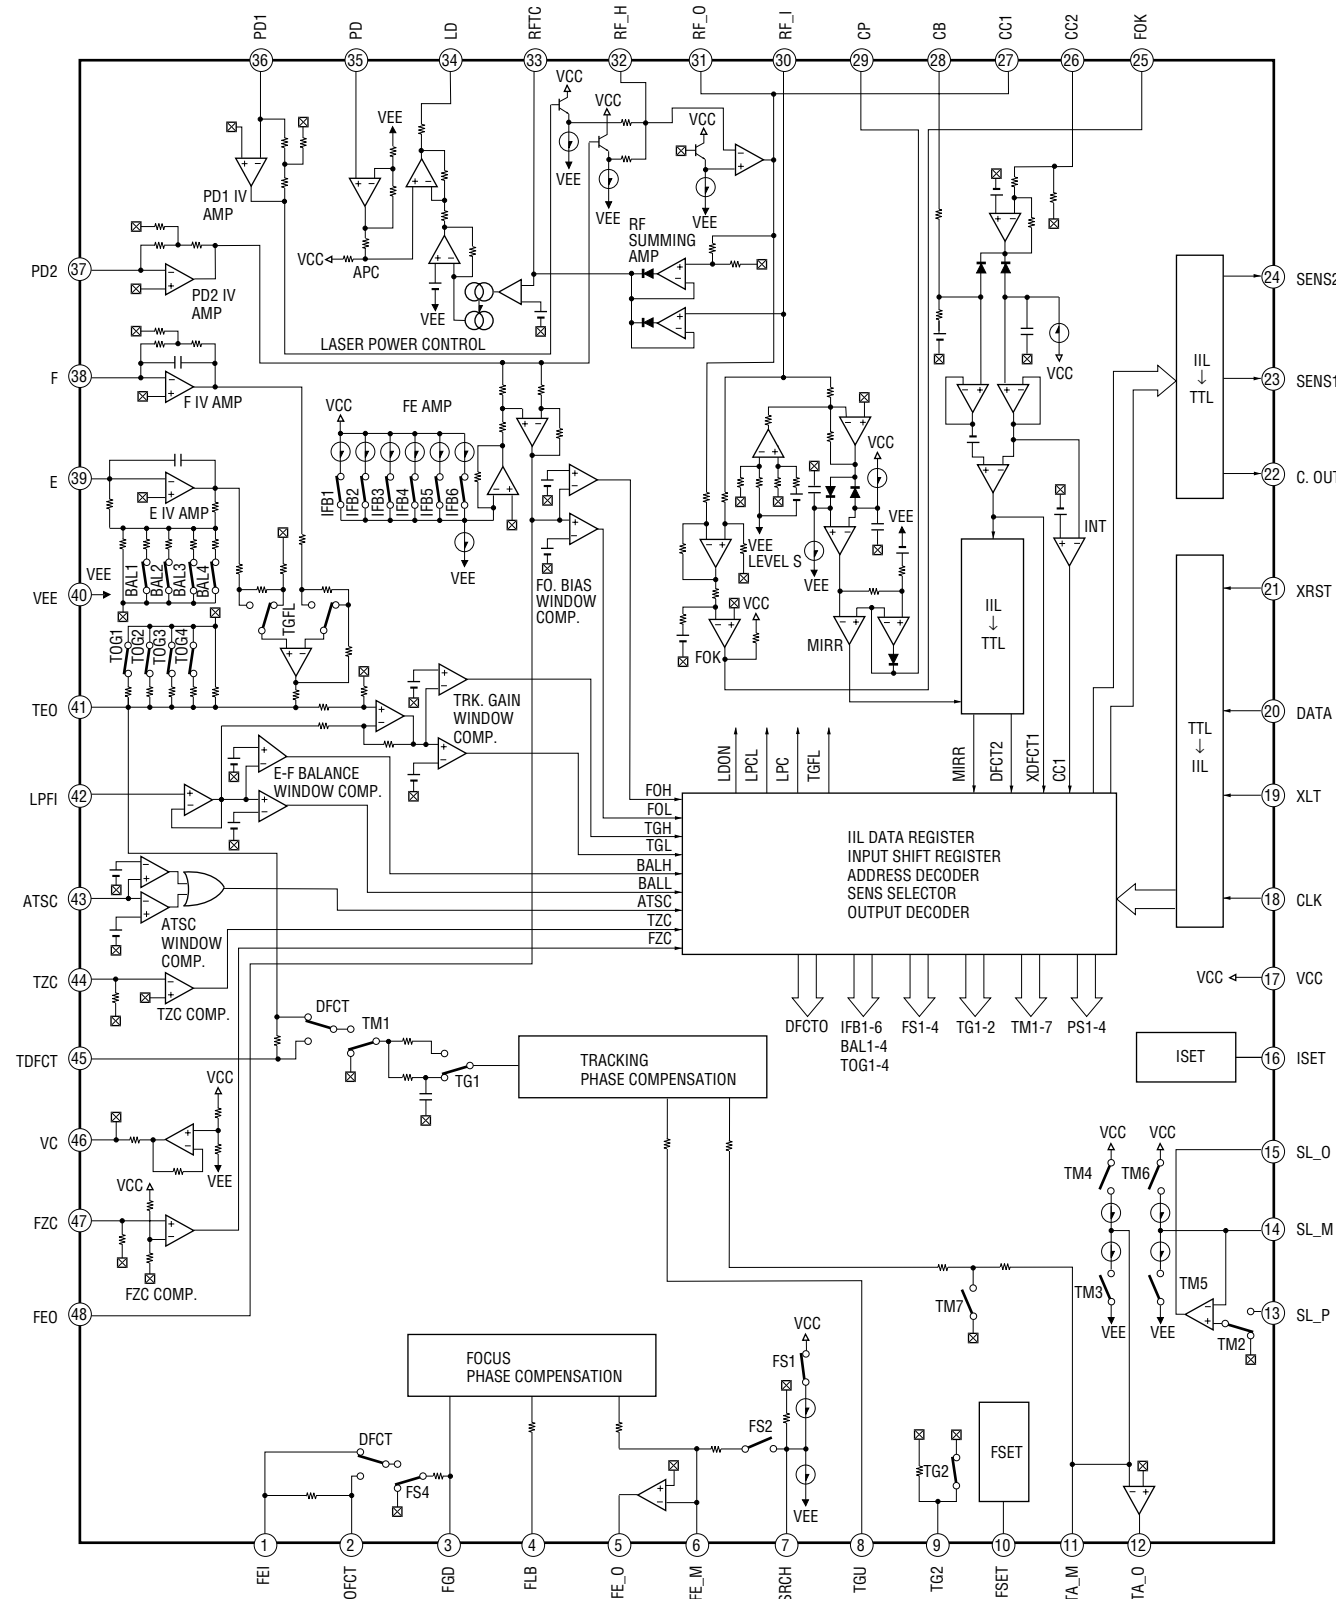 PD1
PD
LD
RFTC
RF_H
RF_O
RF_I
CP
CB
CC1
CC2
FOK
36
35
34
33
32
31
30
29
28
27
26
25
VCC
VCC
VCC
VEE
VEE
VEE
VEE
PD1 IV
AMP
VCC
APC
VEE
RF
SUMMING
AMP
PD2
37
PD2 IV
AMP
LASER POWER CONTROL
24
SENS2
IIL
↓
TTL
VCC
F
38
F IV AMP
23
SENS1
VCC
FE AMP
VCC
E
39
E IV AMP
IFB1
IFB2
IFB3
IFB4
IFB5
IFB6
22
C. OUT
VEE
VEE
LEVEL S
VEE
VEE
INT
VEE
VEE
40
BAL1
BAL2
BAL3
BAL4
TGFL
FO. BIAS
WINDOW
COMP.
VCC
FOK
MIRR
IIL
↓
TTL
21
XRST
TOG1
TOG2
TOG3
TOG4
TEO
41
TRK. GAIN
WINDOW
COMP.
20
DATA
TTL
↓
IIL
LDON
LPCL
LPC
TGFL
MIRR
DFCT2
XDFCT1
CC1
E-F BALANCE
WINDOW COMP.
LPFI
42
19
XLT
FOH
FOL
TGH
TGL
BALH
BALL
ATSC
TZC
FZC
IIL DATA REGISTER
INPUT SHIFT REGISTER
ADDRESS DECODER
SENS SELECTOR
OUTPUT DECODER
ATSC
43
ATSC
WINDOW
COMP.
18
CLK
TZC
44
TZC COMP.
VCC
17
VCC
DFCTO
IFB1-6
BAL1-4
TOG1-4
FS1-4
TG1-2
TM1-7
PS1-4
DFCT
TM1
TG1
TDFCT
45
TRACKING
PHASE COMPENSATION
ISET
16
ISET
VCC
VC
46
VEE
VCC
VCC
TM4
TM6
15
SL_O
VCC
FZC
47
FZC COMP.
14
SL_M
TM7
TM3
TM5
VEE
VEE
TM2
13
SL_P
FEO
48
FOCUS
PHASE COMPENSATION
VCC
FS1
FS2
VEE
DFCT
FS4
TG2
FSET
1
2
3
4
5
6
7
8
9
10
11
12
FEI
DFCT
FGD
FLB
FE_O
FE_M
SRCH
TGU
TG2
FSET
TA_M
TA_O